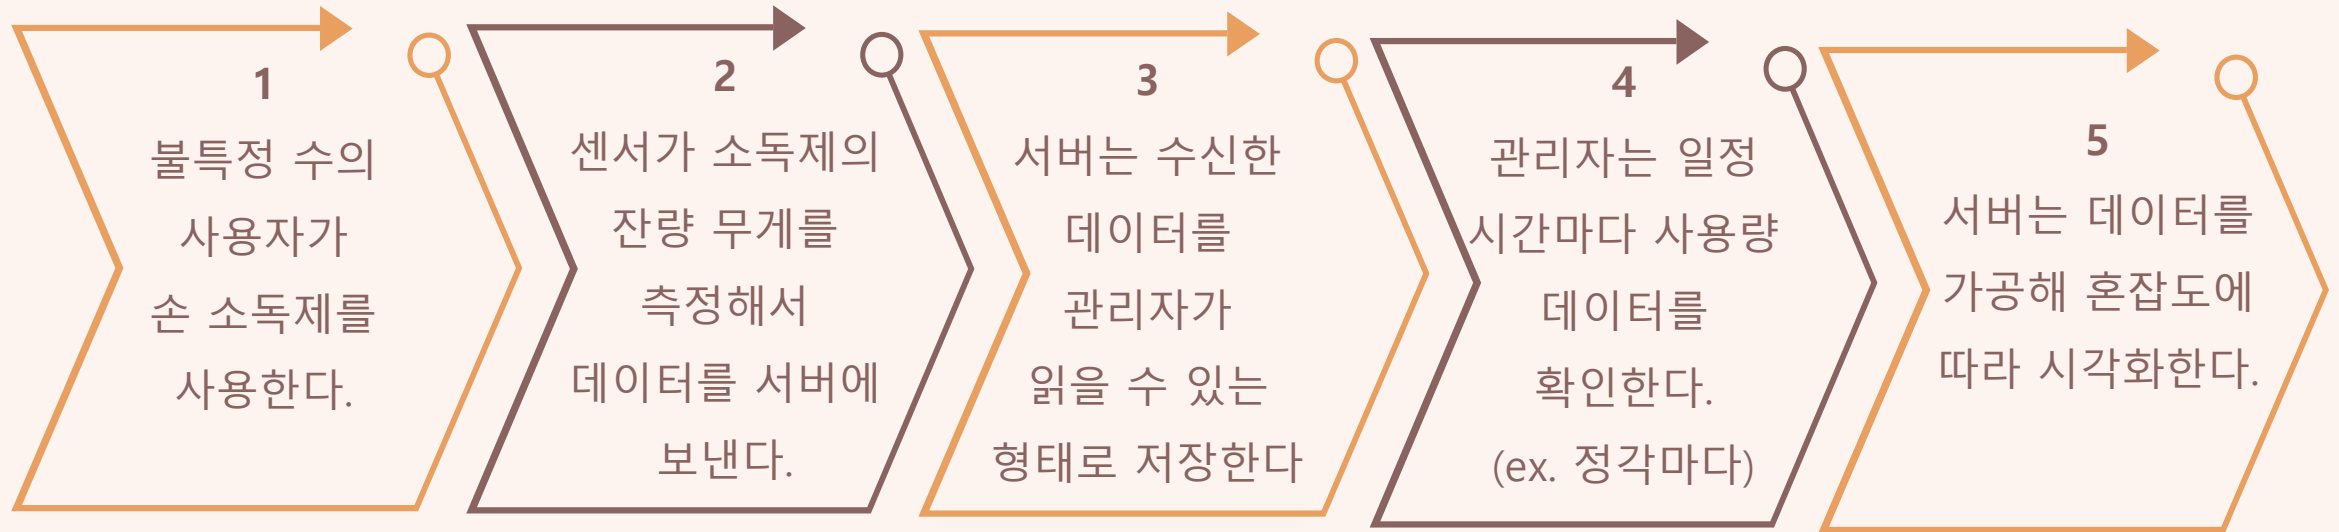 1
불특정 수의
사용자가
손 소독제를
사용한다.
2
센서가 소독제의
잔량 무게를
측정해서
데이터를 서버에
보낸다.
3
서버는 수신한
데이터를
관리자가
읽을 수 있는
형태로 저장한다
4
관리자는 일정
시간마다 사용량
데이터를
확인한다.
(ex. 정각마다)
5
서버는 데이터를
가공해 혼잡도에
따라 시각화한다.